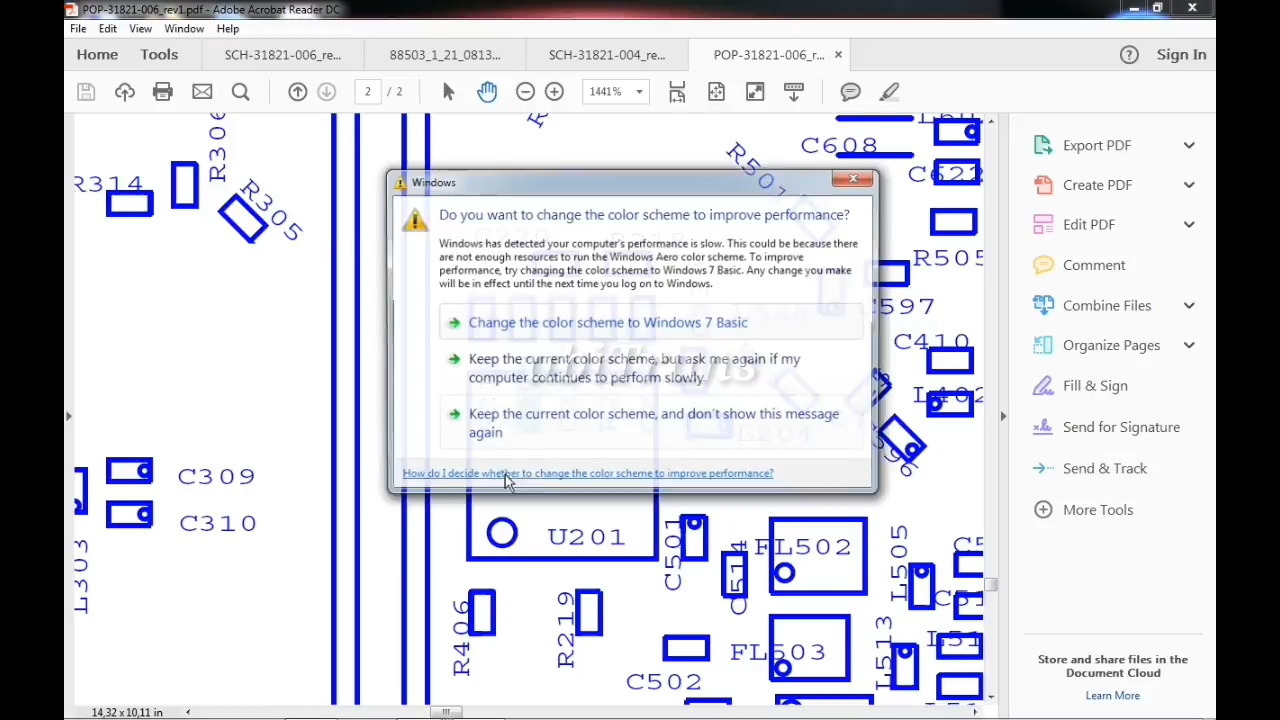 POP-31821-006_rev1.pdf - Adobe Acrobat Reader DC
File Edit View Window Help
Home Tools SCH-31821-006_re... 88503_1_21_0813... SCH-31821-004_re... POP-31821-006_r... × Sign In
2 / 2 1441%
Windows
Do you want to change the color scheme to improve performance?
Windows has detected your computer's performance is slow. This could be because there
are not enough resources to run the Windows Aero color scheme. To improve
performance, try changing the color scheme to Windows 7 Basic. Any change you make
will be in effect until the next time you log on to Windows.
Change the color scheme to Windows 7 Basic
Keep the current color scheme, but ask me again if my
computer continues to perform slowly
Keep the current color scheme, and don't show this message
again
How do I decide whether to change the color scheme to improve performance?
R314
R306
R305
C309
C310
L303
U201
R406
R219
C501
C514
C502
FL502
FL503
L505
L513
C608
C622
R505
C410
L402
Export PDF
Create PDF
Edit PDF
Comment
Combine Files
Organize Pages
Fill & Sign
Send for Signature
Send & Track
More Tools
Store and share files in the
Document Cloud
Learn More
14,32 x 10,11 in